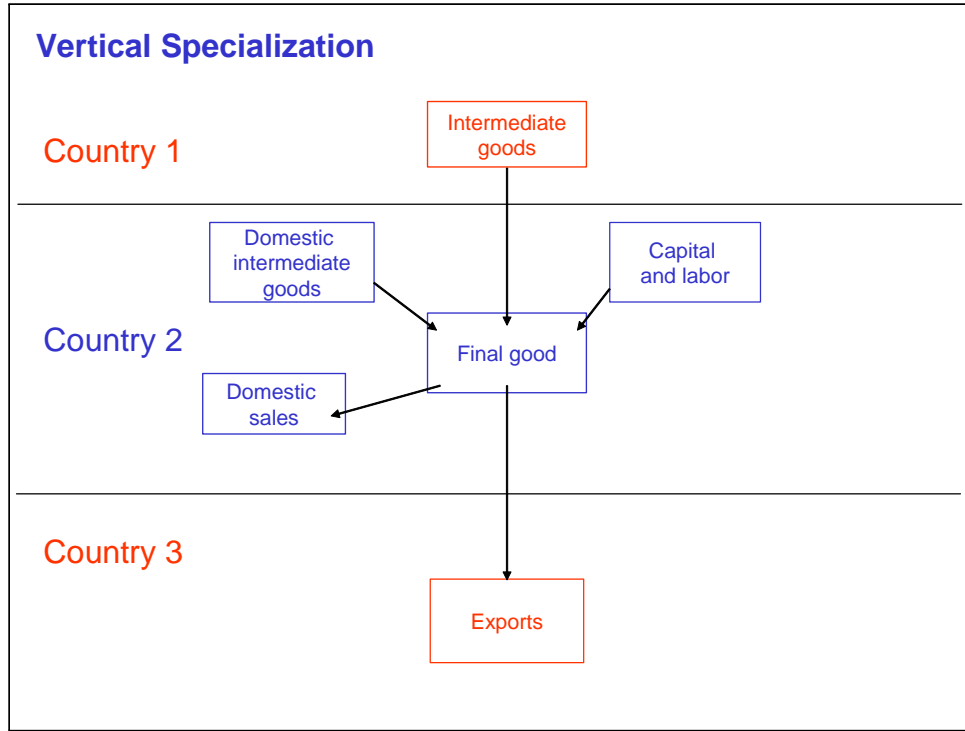 Vertical Specialization
Country 1
Intermediate
goods
Country 2
Domestic
intermediate
goods
Capital
and labor
Final good
Domestic
sales
Country 3
Exports